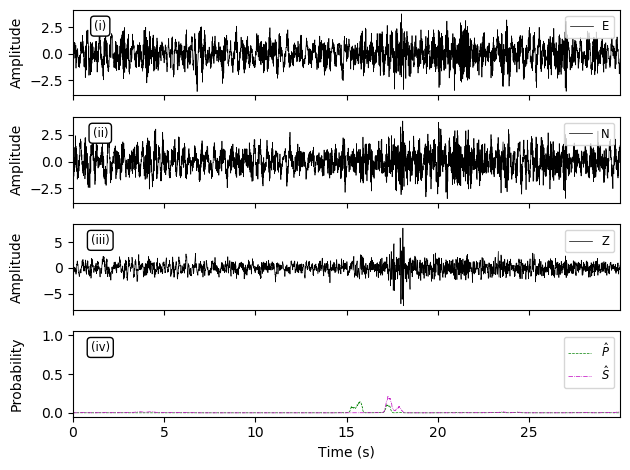 Amplitude
2.5
0.0
−2.5
(i)
E
Amplitude
2.5
0.0
−2.5
(ii)
N
Amplitude
5
0
−5
(iii)
Z
Probability
1.0
0.5
0.0
(iv)
P̂
Ŝ
0 5 10 15 20 25
Time (s)